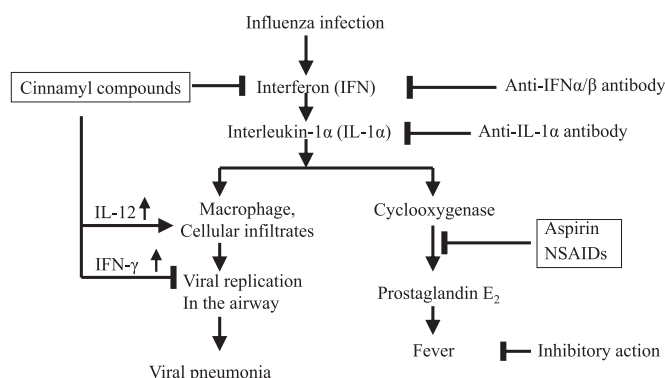 Influenza infection
Cinnamyl compounds
Interferon (IFN)
Anti-IFNα/β antibody
Interleukin-1α (IL-1α)
Anti-IL-1α antibody
IL-12
Macrophage,
Cellular infiltrates
Cyclooxygenase
Aspirin
NSAIDs
IFN-γ
Viral replication
In the airway
Prostaglandin E₂
Fever
Inhibitory action
Viral pneumonia